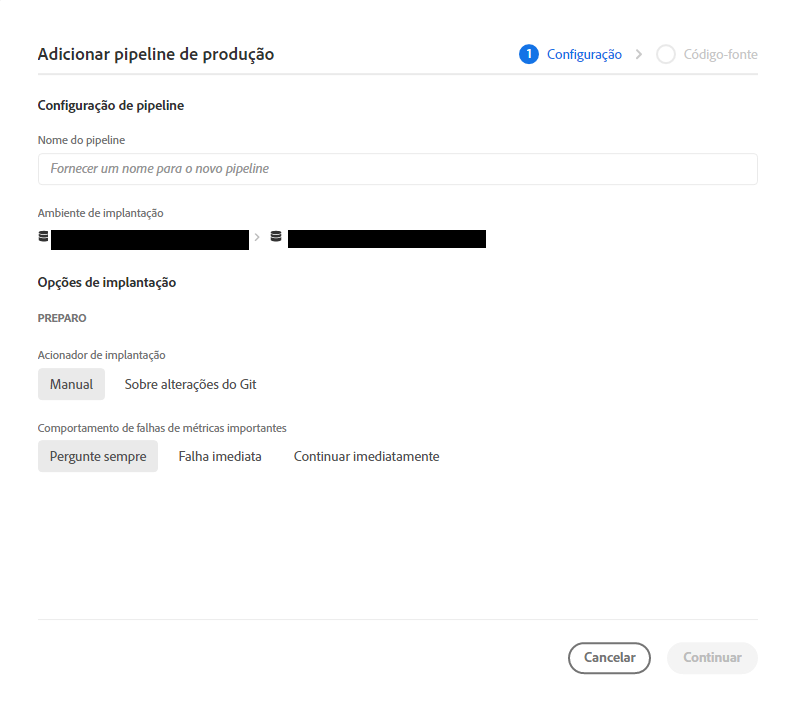 Adicionar pipeline de produção
1 Configuração > Código-fonte
Configuração de pipeline
Nome do pipeline
Fornecer um nome para o novo pipeline
Ambiente de implantação
Opções de implantação
PREPARO
Acionador de implantação
Manual Sobre alterações do Git
Comportamento de falhas de métricas importantes
Pergunte sempre Falha imediata Continuar imediatamente
Cancelar Continuar